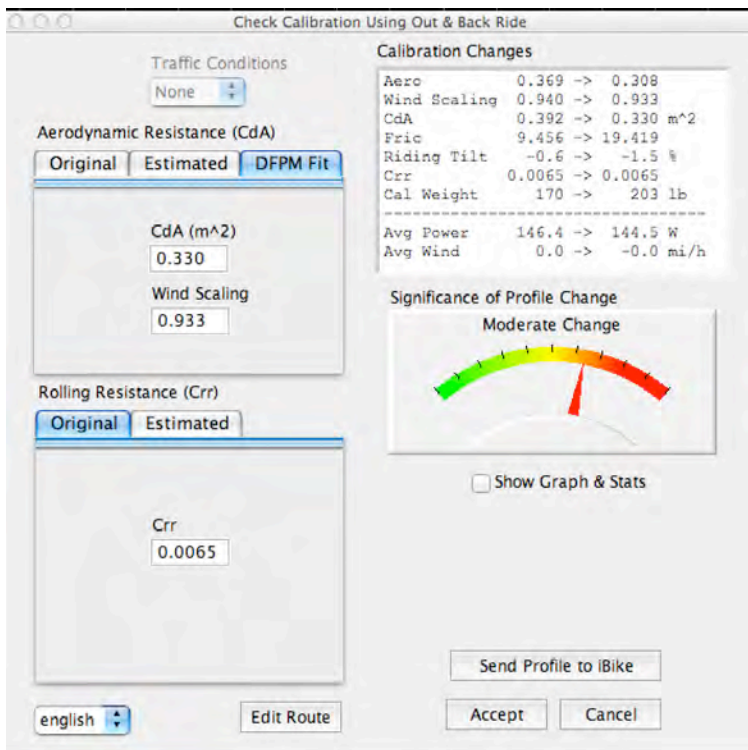 Check Calibration Using Out & Back Ride
Traffic Conditions
None
Aerodynamic Resistance (CdA)
Original Estimated DFPM Fit
CdA (m^2)
0.330
Wind Scaling
0.933
Rolling Resistance (Crr)
Original Estimated
Crr
0.0065
english
Edit Route
Calibration Changes
Aero 0.369 -> 0.308
Wind Scaling 0.940 -> 0.933
CdA 0.392 -> 0.330 m^2
Fric 9.456 -> 19.419
Riding Tilt -0.6 -> -1.5 %
Crr 0.0065 -> 0.0065
Cal Weight 170 -> 203 lb
----------------------------------------
Avg Power 146.4 -> 144.5 W
Avg Wind 0.0 -> -0.0 mi/h
Significance of Profile Change
Moderate Change
Show Graph & Stats
Send Profile to iBike
Accept Cancel